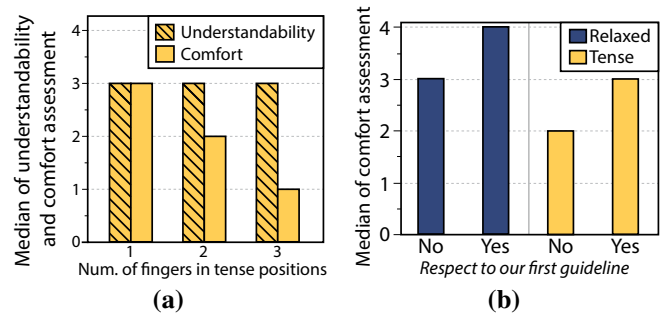 Median of understandability
and comfort assessment
4
3
2
1
0
Understandability
Comfort
1 2 3
Num. of fingers in tense positions
(a)
Median of comfort assessment
4
3
2
1
0
Relaxed
Tense
No Yes No Yes
Respect to our first guideline
(b)